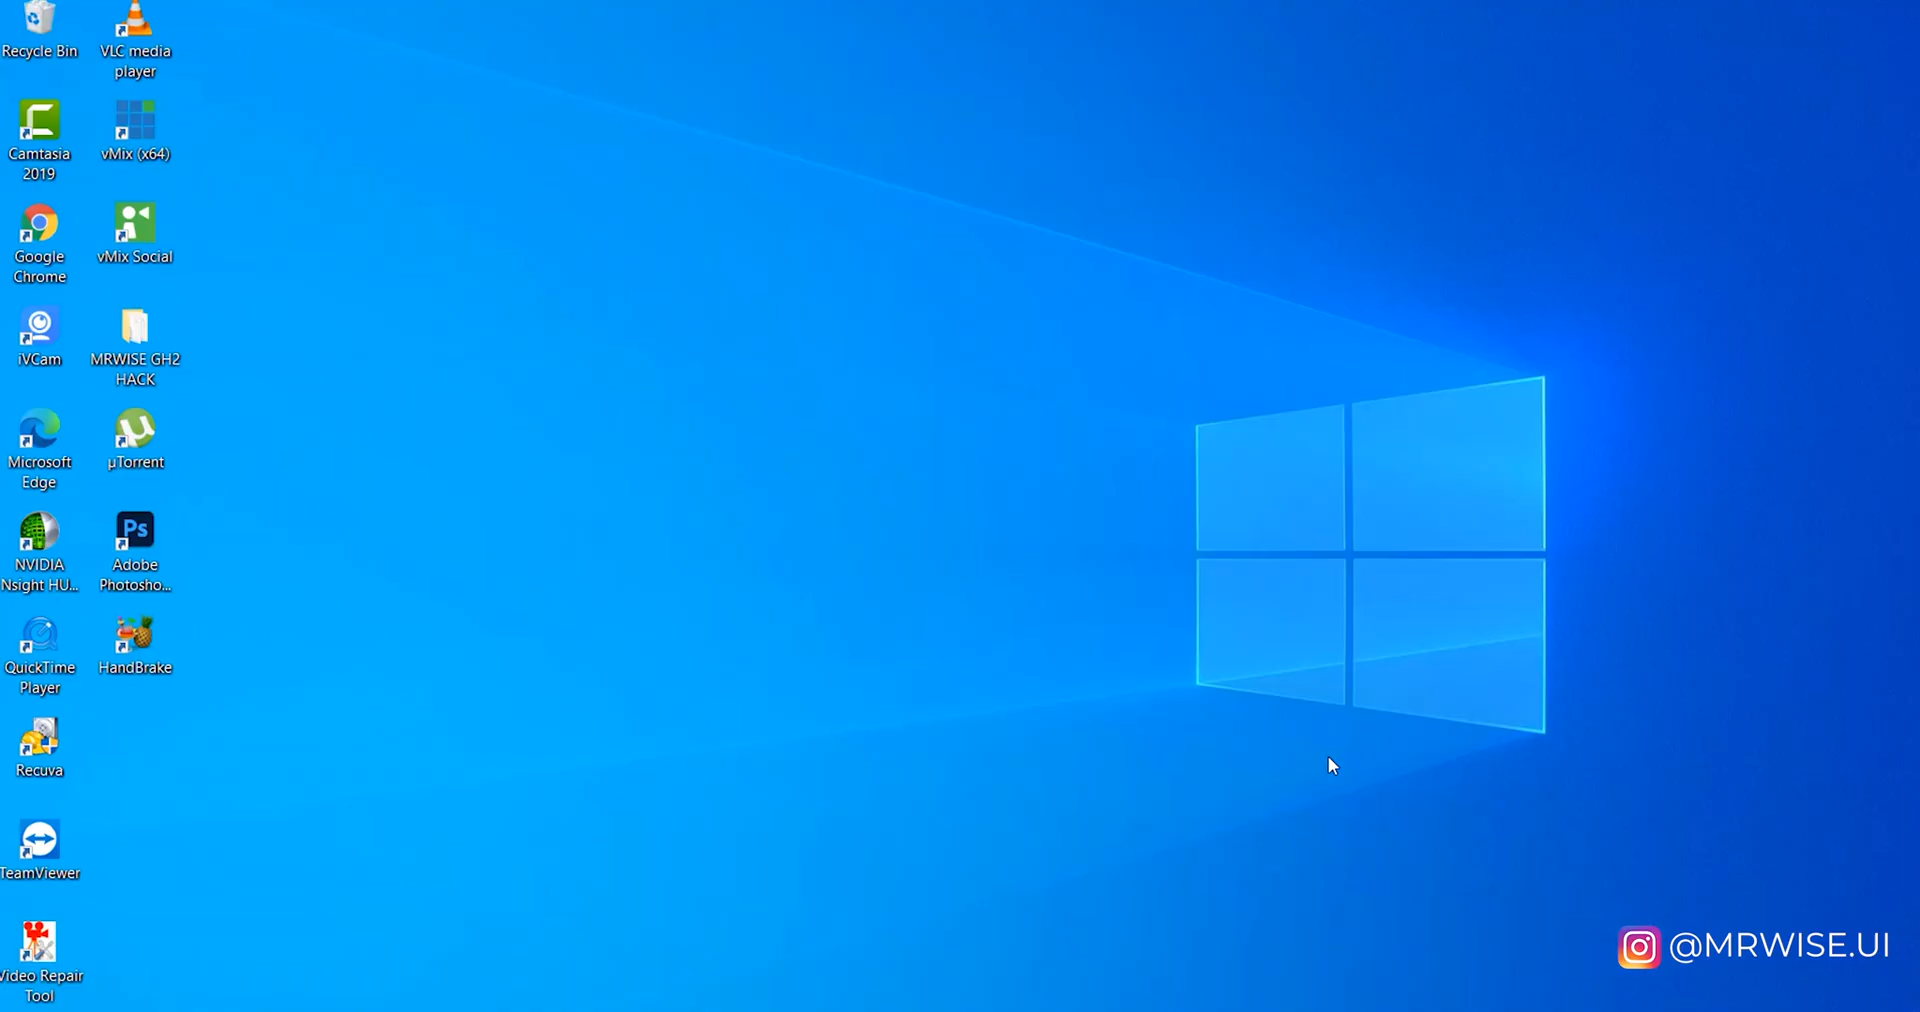 Recycle Bin
VLC media
player
Camtasia
2019
vMix (x64)
Google
Chrome
vMix Social
iVCam
MRWISE GH2
HACK
Microsoft
Edge
µTorrent
NVIDIA
Nsight HU...
Ps
Adobe
Photosho...
QuickTime
Player
HandBrake
Recuva
TeamViewer
Video Repair
Tool
@MRWISE.UI